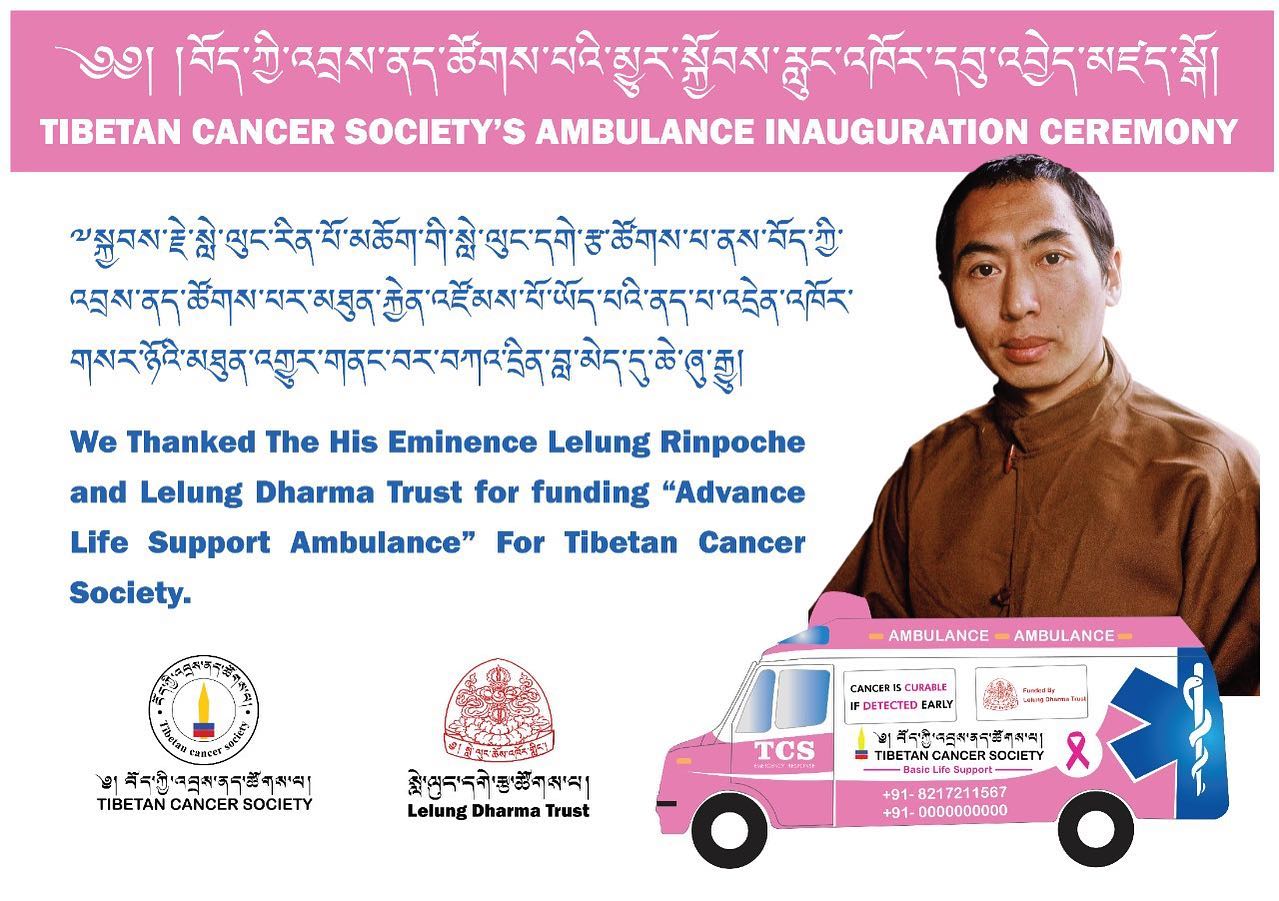 ༄༅། །བོད་ཀྱི་འབྲས་ནད་ཚོགས་པའི་མྱུར་སྐྱོབས་རླུང་འཁོར་དབུ་འབྱེད་མཛད་སྒོ།
TIBETAN CANCER SOCIETY’S AMBULANCE INAUGURATION CEREMONY
༧སྐྱབས་རྗེ་སླེ་ལུང་རིན་པོ་མཆོག་གི་སླེ་ལུང་དགེ་རྩ་ཚོགས་པ་ནས་བོད་ཀྱི་
འབྲས་ནད་ཚོགས་པར་མཐུན་རྐྱེན་འཛོམས་པོ་ཡོད་པའི་ནད་པ་འདྲེན་འཁོར་
གསར་ཉོའི་མཐུན་འགྱུར་གནང་བར་བཀའ་དྲིན་བླ་མེད་དུ་ཆེ་ཞུ་རྒྱུ།
We Thanked The His Eminence Lelung Rinpoche
and Lelung Dharma Trust for funding “Advance
Life Support Ambulance” For Tibetan Cancer
Society.
བོད་ཀྱི་འབྲས་ནད་ཚོགས་པ།
Tibetan cancer society
༄། བོད་ཀྱི་འབྲས་ནད་ཚོགས་པ།
TIBETAN CANCER SOCIETY
སླེ་ལུང་དགེ་རྩ་ཚོགས་པ།
Lelung Dharma Trust
AMBULANCE AMBULANCE
CANCER IS CURABLE
IF DETECTED EARLY
Funded By
Lelung Dharma Trust
TCS
EMERGENCY RESPONSE
༄། བོད་ཀྱི་འབྲས་ནད་ཚོགས་པ།
TIBETAN CANCER SOCIETY
Basic Life Support
+91- 8217211567
+91- 0000000000